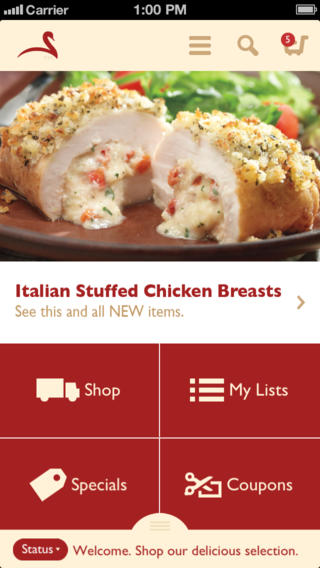 Carrier 1:00 PM
5
Italian Stuffed Chicken Breasts
See this and all NEW items.
Shop
My Lists
Specials
Coupons
Status
Welcome. Shop our delicious selection.